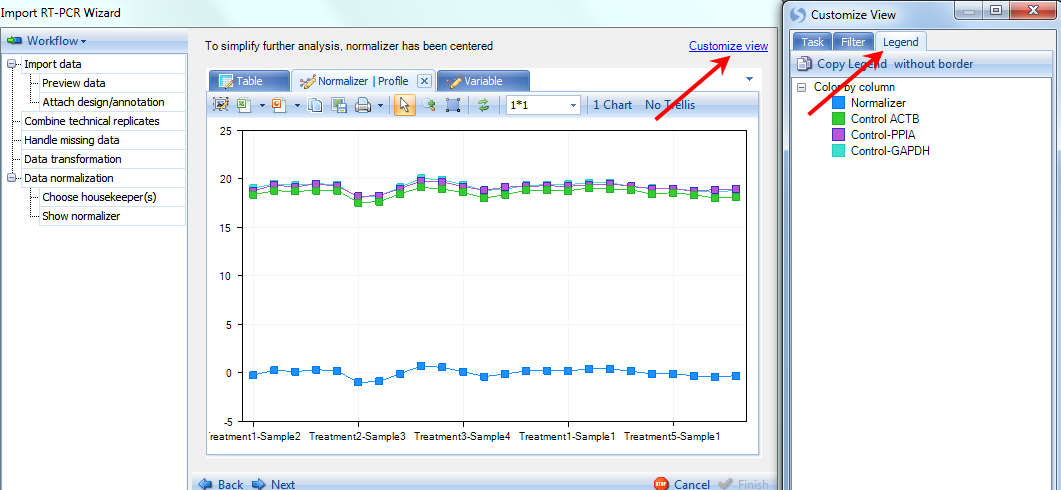 Import RT-PCR Wizard
Workflow
Import data
Preview data
Attach design/annotation
Combine technical replicates
Handle missing data
Data transformation
Data normalization
Choose housekeeper(s)
Show normalizer
To simplify further analysis, normalizer has been centered
Customize view
Table
Normalizer | Profile
Variable
1*1
1 Chart
No Trellis
25
20
15
10
5
0
-5
Treatment1-Sample2
Treatment2-Sample3
Treatment3-Sample4
Treatment1-Sample1
Treatment5-Sample1
Back
Next
STOP
Cancel
Finish
Customize View
Task
Filter
Legend
Copy Legend without border
Color by column
Normalizer
Control ACTB
Control-PPIA
Control-GAPDH